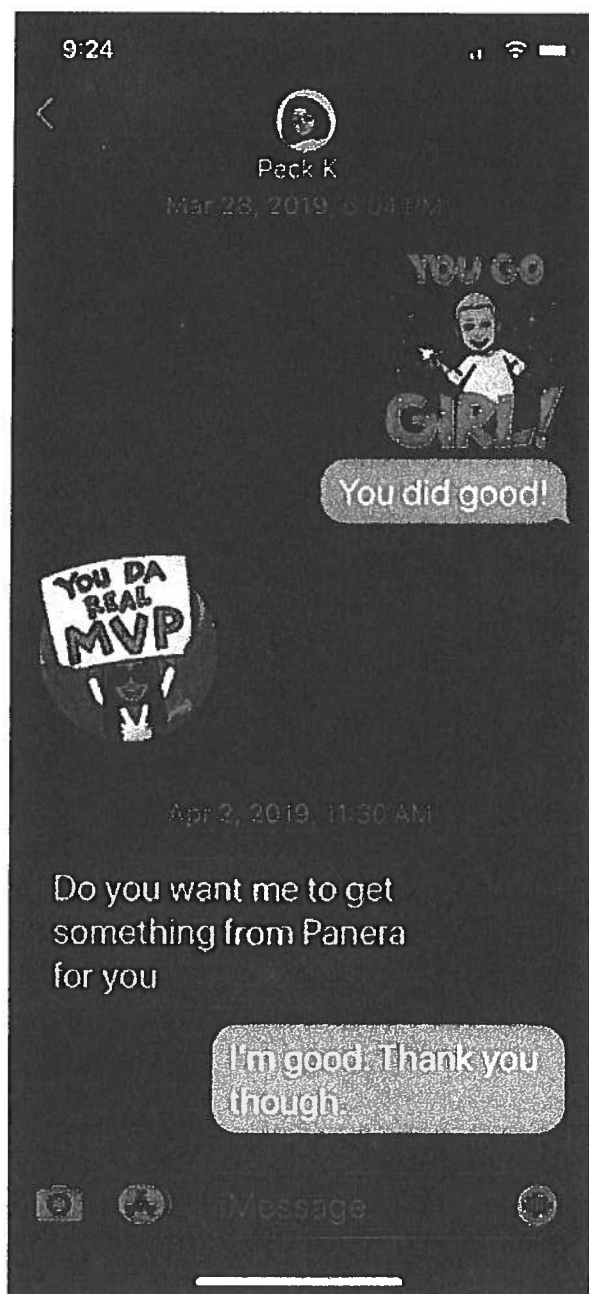 9:24
Pack K
Mar 28, 2019, 6:04 PM
YOU GO
GIRL!
You did good!
YOU DA
REAL
MVP
Apr 2, 2019, 11:30 AM
Do you want me to get
something from Panera
for you
I'm good. Thank you
though.
iMessage